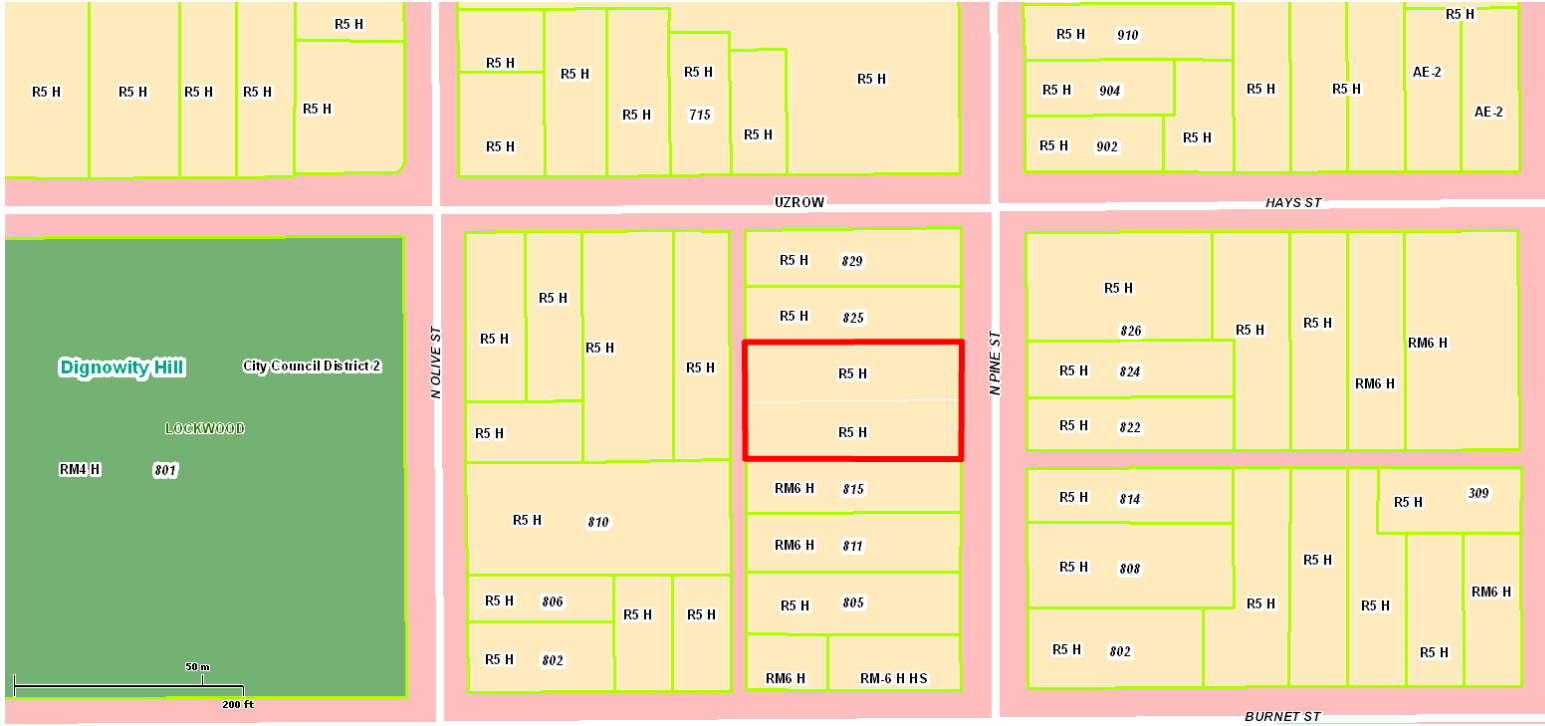 R5 H
R5 H
R5 H
R5 H
R5 H
R5 H
R5 H
R5 H
R5 H
R5 H
R5 H
715
R5 H
R5 H
R5 H 910
R5 H 904
R5 H 902
R5 H
R5 H
R5 H
R5 H
AE-2
AE-2
UZROW
HAYS ST
Dignowity Hill
City Council District 2
LOCKWOOD
RM4 H 801
50 m
200 ft
N OLIVE ST
R5 H
R5 H
R5 H
R5 H
R5 H
R5 H 810
R5 H 806
R5 H 802
R5 H
R5 H
R5 H 829
R5 H 825
R5 H
R5 H
RM6 H 815
RM6 H 811
R5 H 805
RM6 H
RM-6 H HS
N PINE ST
R5 H
826
R5 H 824
R5 H 822
R5 H
R5 H
RM6 H
RM6 H
R5 H 814
R5 H 808
R5 H 802
R5 H
R5 H
R5 H
R5 H 309
R5 H
RM6 H
BURNET ST